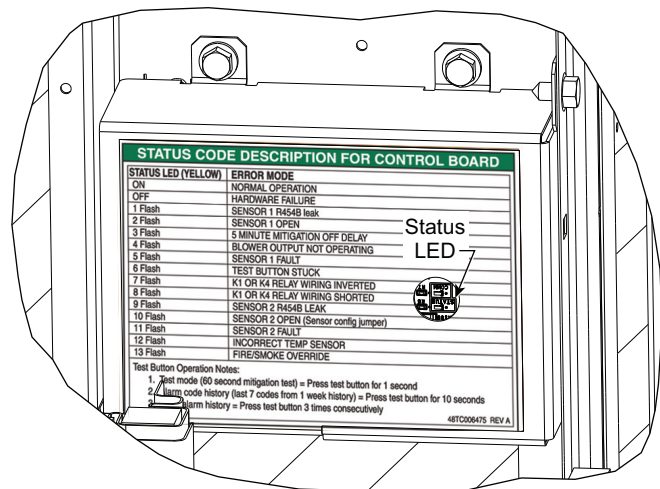 STATUS CODE DESCRIPTION FOR CONTROL BOARD
STATUS LED (YELLOW) ERROR MODE
ON NORMAL OPERATION
OFF HARDWARE FAILURE
1 Flash SENSOR 1 R454B leak
2 Flash SENSOR 1 OPEN
3 Flash 5 MINUTE MITIGATION OFF DELAY
4 Flash BLOWER OUTPUT NOT OPERATING
5 Flash SENSOR 1 FAULT
6 Flash TEST BUTTON STUCK
7 Flash K1 OR K4 RELAY WIRING INVERTED
8 Flash K1 OR K4 RELAY WIRING SHORTED
9 Flash SENSOR 2 R454B LEAK
10 Flash SENSOR 2 OPEN (Sensor config jumper)
11 Flash SENSOR 2 FAULT
12 Flash INCORRECT TEMP SENSOR
13 Flash FIRE/SMOKE OVERRIDE
Status
LED
COMM
STATUS
Test Button Operation Notes:
1. Test mode (60 second mitigation test) = Press test button for 1 second
2. larm code history (last 7 codes from 1 week history) = Press test button for 10 seconds
3 alarm history = Press test button 3 times consecutively
48TC006475 REV A